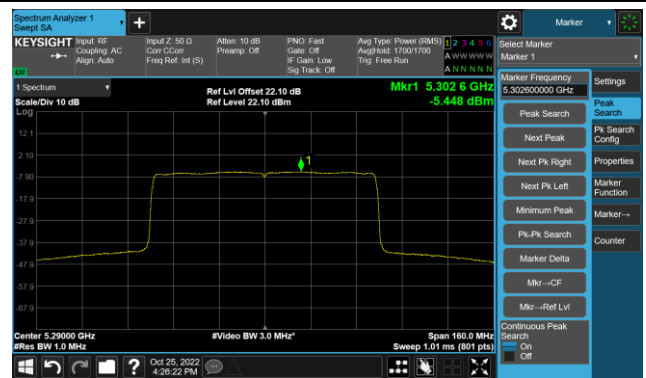 Spectrum Analyzer 1
Swept SA
Marker
KEYSIGHT
Input: RF
Coupling: AC
Align: Auto
Input Z: 50 Ω
Corr CCorr
Freq Ref: Int (S)
Atten: 10 dB
Preamp: Off
PNO: Fast
Gate: Off
IF Gain: Low
Sig Track: Off
Avg Type: Power (RMS)
Avg|Hold: 1700/1700
Trig: Free Run
1 2 3 4 5 6
A W W W W W
A N N N N N
Select Marker
Marker 1
1 Spectrum
Scale/Div 10 dB
Log
Ref Lvl Offset 22.10 dB
Ref Level 22.10 dBm
Mkr1 5.302 6 GHz
-5.448 dBm
12.1
2.10
-7.90
-17.9
-27.9
-37.9
-47.9
-57.9
-67.9
1
Center 5.29000 GHz
#Res BW 1.0 MHz
#Video BW 3.0 MHz*
Span 160.0 MHz
Sweep 1.01 ms (801 pts)
Marker Frequency
5.302600000 GHz
Peak Search
Next Peak
Next Pk Right
Next Pk Left
Minimum Peak
Pk-Pk Search
Marker Delta
Mkr→CF
Mkr→Ref Lvl
Continuous Peak
Search
On
Off
Settings
Peak
Search
Pk Search
Config
Properties
Marker
Function
Marker→
Counter
?
Oct 25, 2022
4:26:22 PM